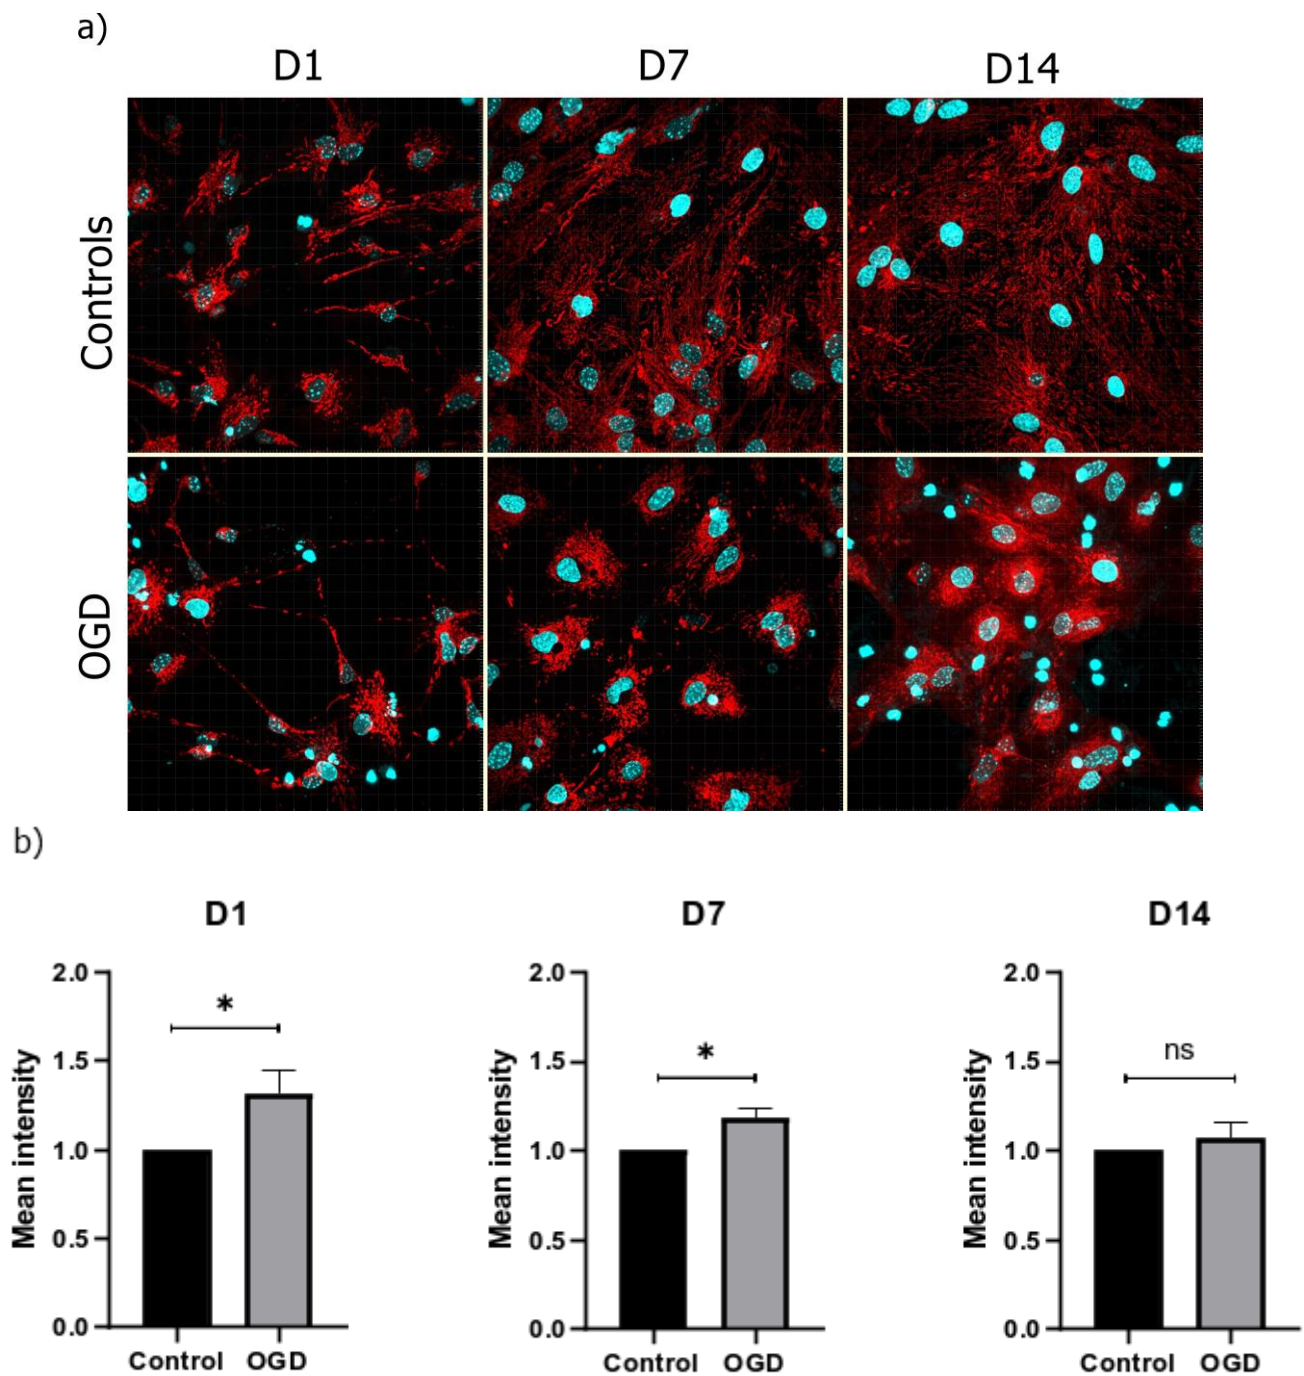 a)
D1 D7 D14
Controls
OGD
b)
D1 D7 D14
2.0 2.0 2.0
* * ns
1.5 1.5 1.5
1.0 1.0 1.0
0.5 0.5 0.5
0.0 0.0 0.0
Mean intensity Mean intensity Mean intensity
Control OGD Control OGD Control OGD